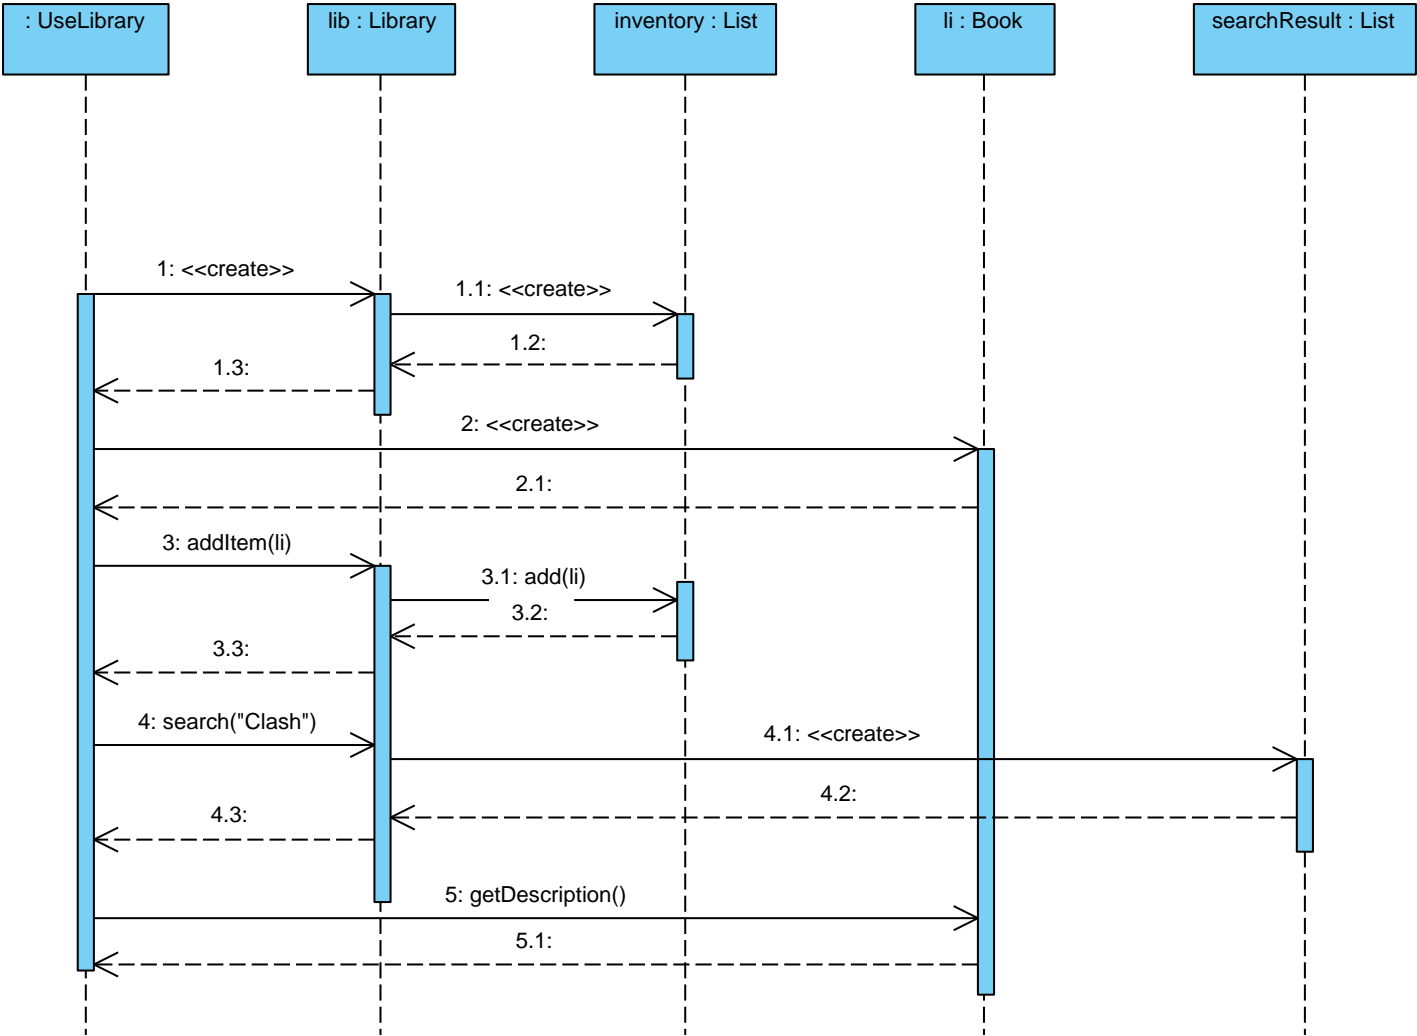 : UseLibrary
lib : Library
inventory : List
li : Book
searchResult : List
1: <<create>>
1.1: <<create>>
1.2:
1.3:
2: <<create>>
2.1:
3: addItem(li)
3.1: add(li)
3.2:
3.3:
4: search("Clash")
4.1: <<create>>
4.2:
4.3:
5: getDescription()
5.1: